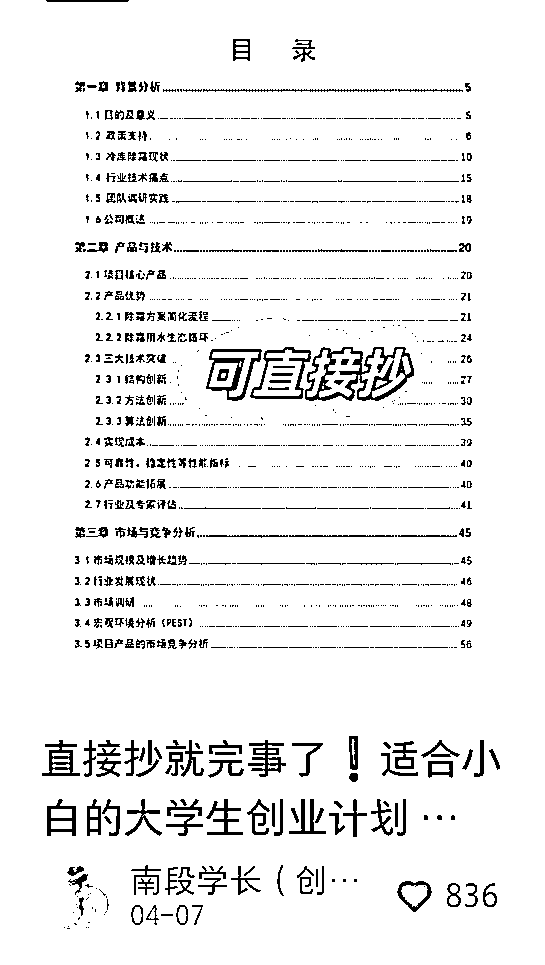 目 录
第一章 背景分析 5
1.1 目的及意义 5
1.2 政策支持 6
1.3 冷库除霜现状 10
1.4 行业技术痛点 15
1.5 团队调研实践 18
1.6 公司概述 19
第二章 产品与技术 20
2.1 项目核心产品 20
2.2 产品优势 21
2.2.1 除霜方案简化流程 21
2.2.2 除霜用水生态循环 24
2.3 三大技术突破 26
可直接抄
2.3.1 结构创新 27
2.3.2 方法创新 30
2.3.3 算法创新 35
2.4 实现成本 39
2.5 可靠性、稳定性等性能指标 40
2.6 产品功能拓展 40
2.7 行业及专家评估 41
第三章 市场与竞争分析 45
3.1 市场规模及增长趋势 45
3.2 行业发展现状 46
3.3 市场调研 48
3.4 宏观环境分析（PEST） 49
3.5 项目产品的市场竞争分析 56
直接抄就完事了❗适合小
白的大学生创业计划 …
南段学长（创…
04-07
836